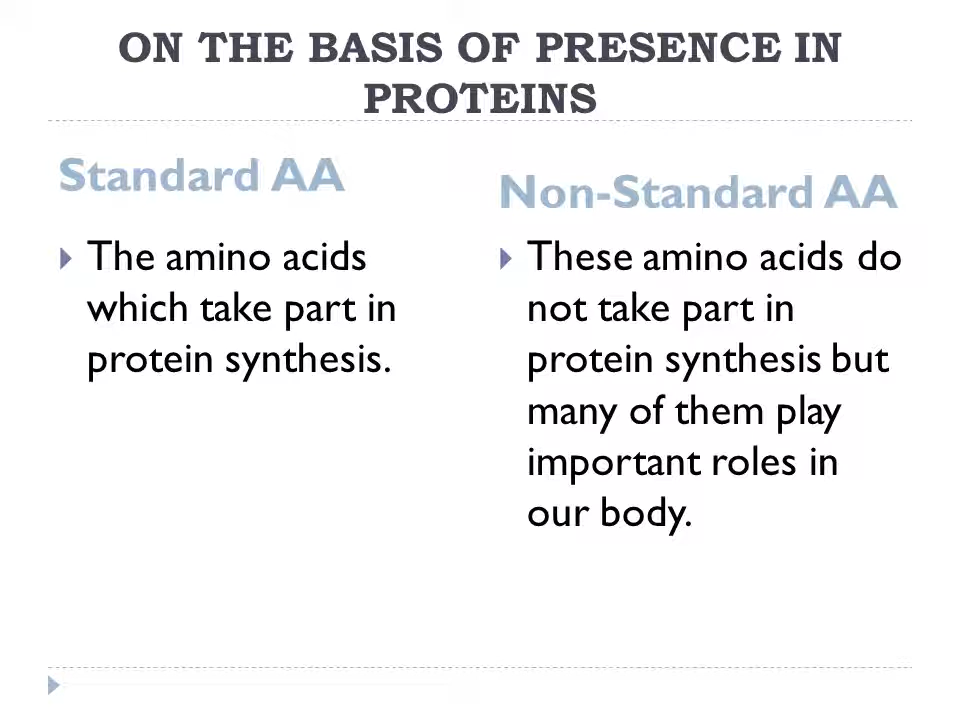 ON THE BASIS OF PRESENCE IN
PROTEINS
Standard AA
The amino acids
which take part in
protein synthesis.
Non-Standard AA
These amino acids do
not take part in
protein synthesis but
many of them play
important roles in
our body.